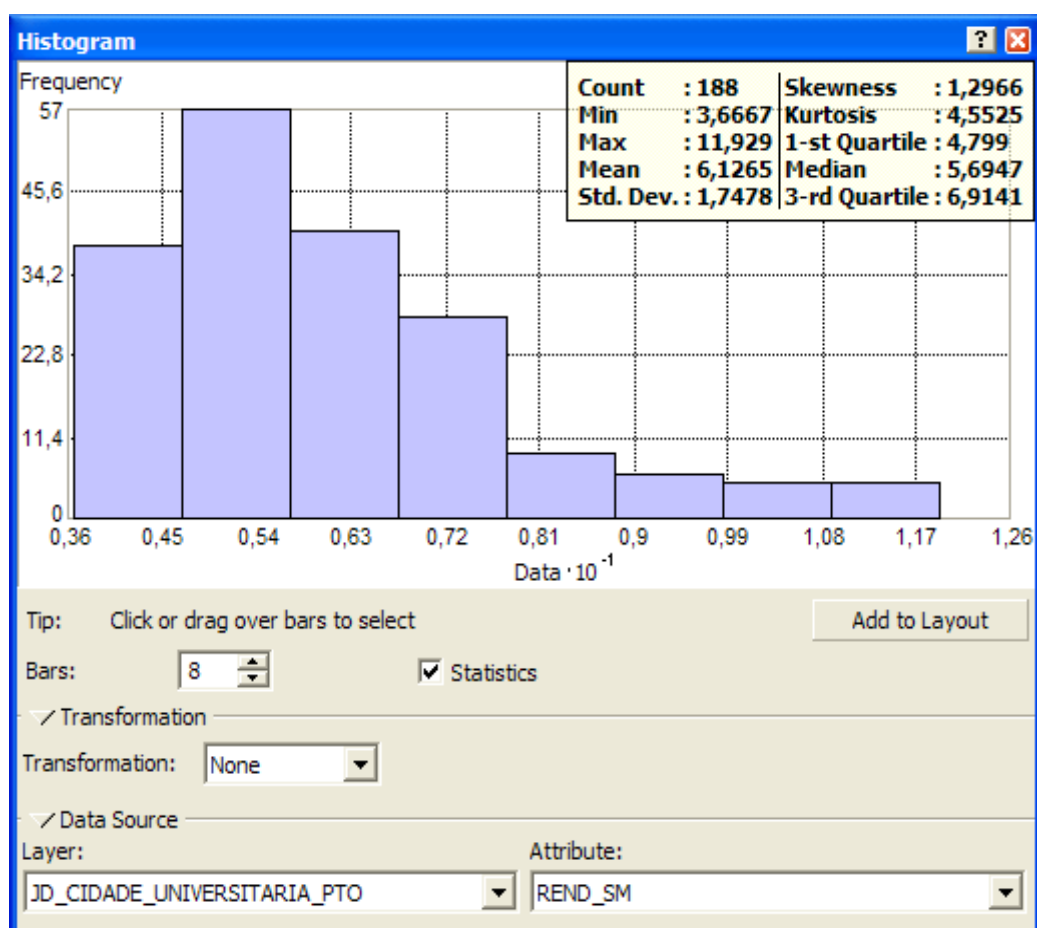 Histogram
?
Frequency
Count : 188 Skewness : 1,2966
Min : 3,6667 Kurtosis : 4,5525
Max : 11,929 1-st Quartile : 4,799
Mean : 6,1265 Median : 5,6947
Std. Dev. : 1,7478 3-rd Quartile : 6,9141
57
45,6
34,2
22,8
11,4
0
0,36 0,45 0,54 0,63 0,72 0,81 0,9 0,99 1,08 1,17 1,26
Data · 10 -1
Tip: Click or drag over bars to select Add to Layout
Bars: 8 Statistics
Transformation
Transformation: None
Data Source
Layer: Attribute:
JD_CIDADE_UNIVERSITARIA_PTO REND_SM